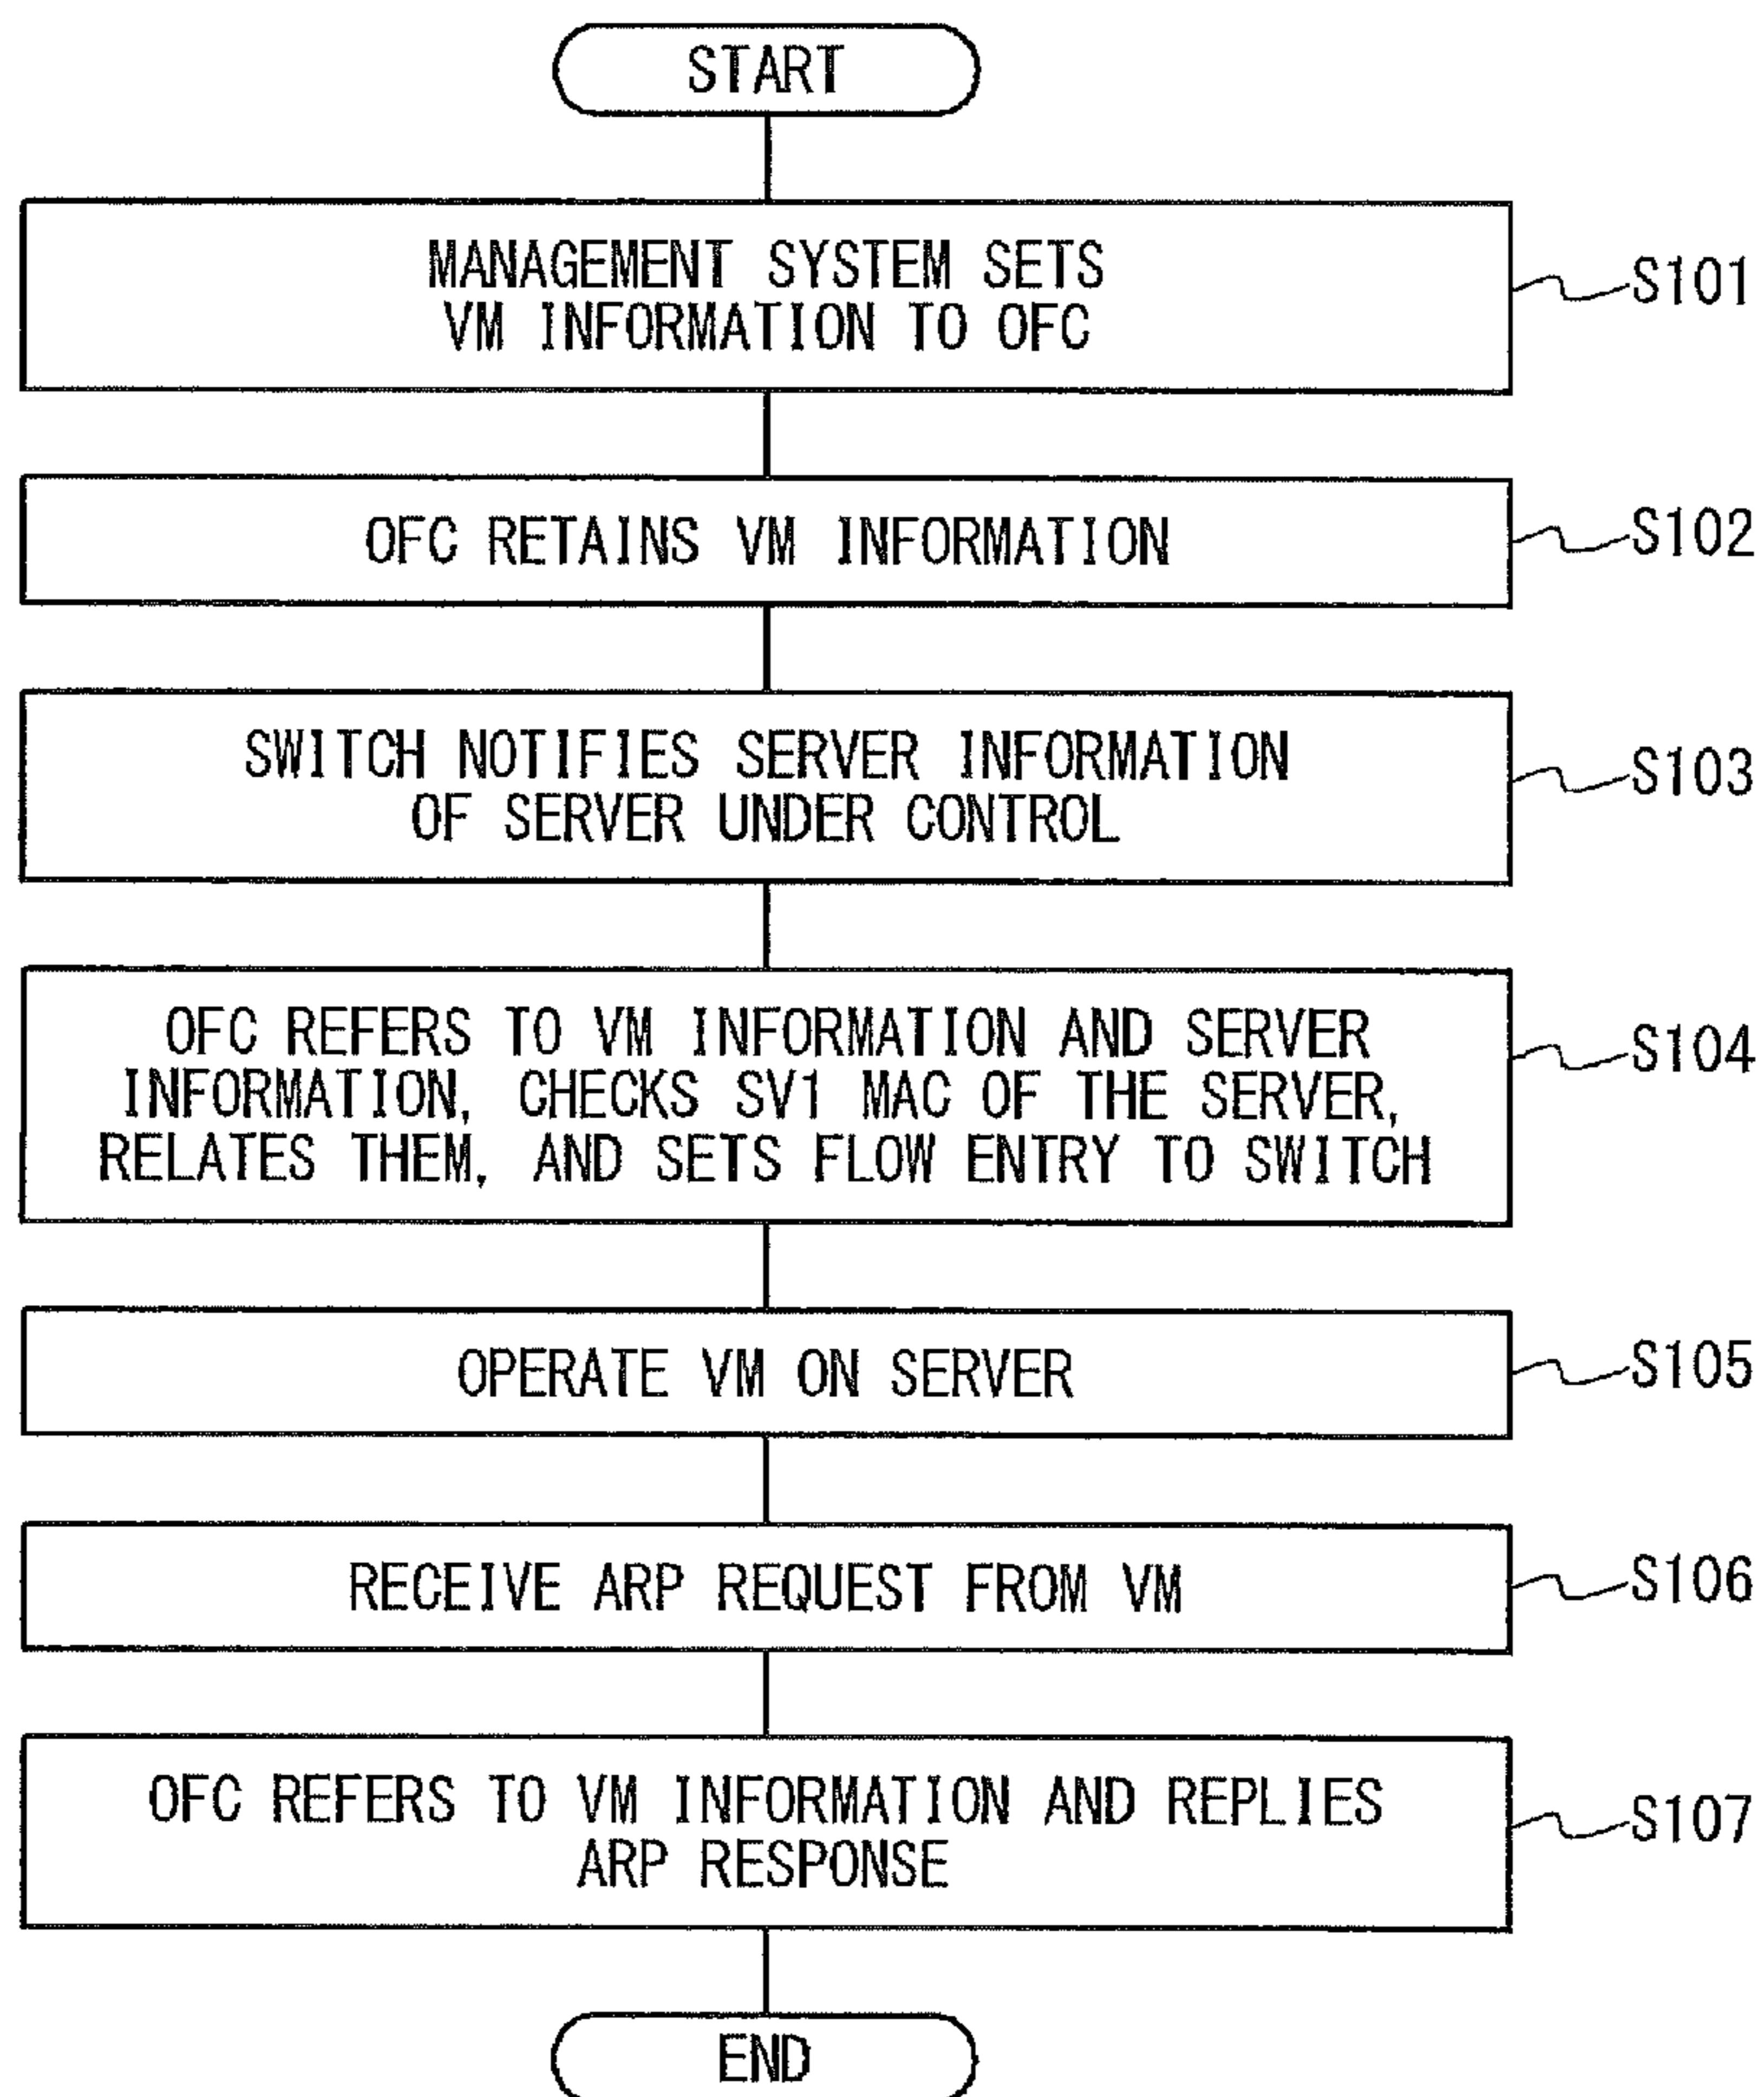 START
MANAGEMENT SYSTEM SETS
VM INFORMATION TO OFC
S101
OFC RETAINS VM INFORMATION
S102
SWITCH NOTIFIES SERVER INFORMATION
OF SERVER UNDER CONTROL
S103
OFC REFERS TO VM INFORMATION AND SERVER
INFORMATION, CHECKS SV1 MAC OF THE SERVER,
RELATES THEM, AND SETS FLOW ENTRY TO SWITCH
S104
OPERATE VM ON SERVER
S105
RECEIVE ARP REQUEST FROM VM
S106
OFC REFERS TO VM INFORMATION AND REPLIES
ARP RESPONSE
S107
END